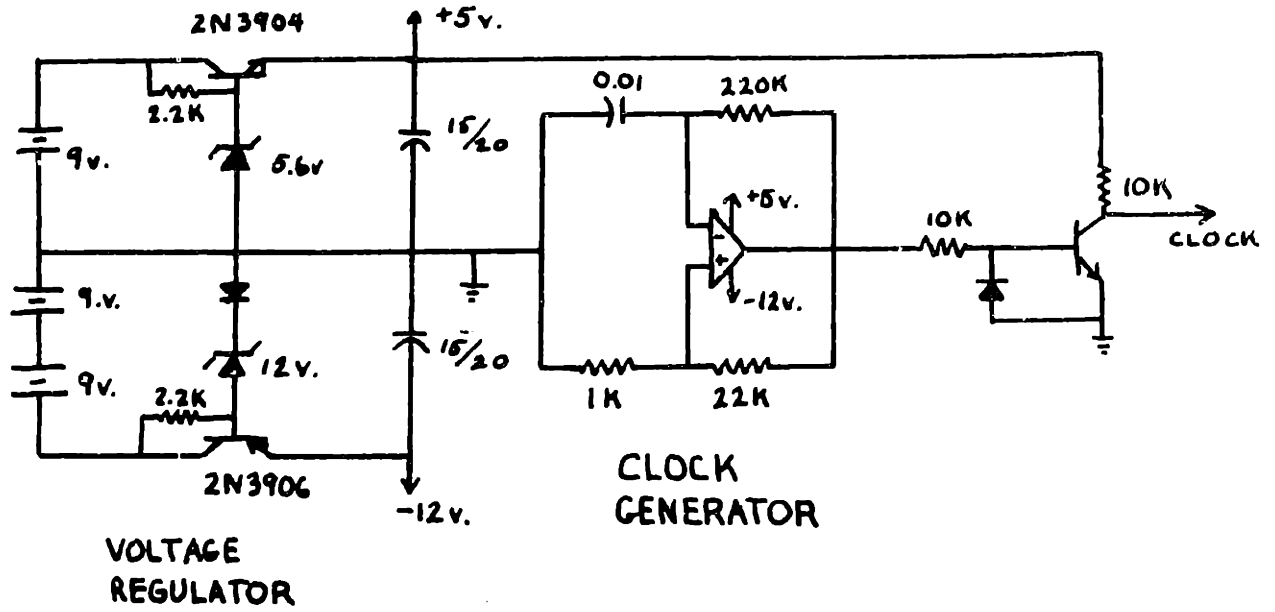 2N3904
+5v.
2.2K
9v.
5.6v
15/20
0.01
220K
+5v.
-
+
-12v.
10K
10K
CLOCK
9.v.
9v.
12v.
2.2K
15/20
1K
22K
2N3906
-12v.
CLOCK
GENERATOR
VOLTAGE
REGULATOR